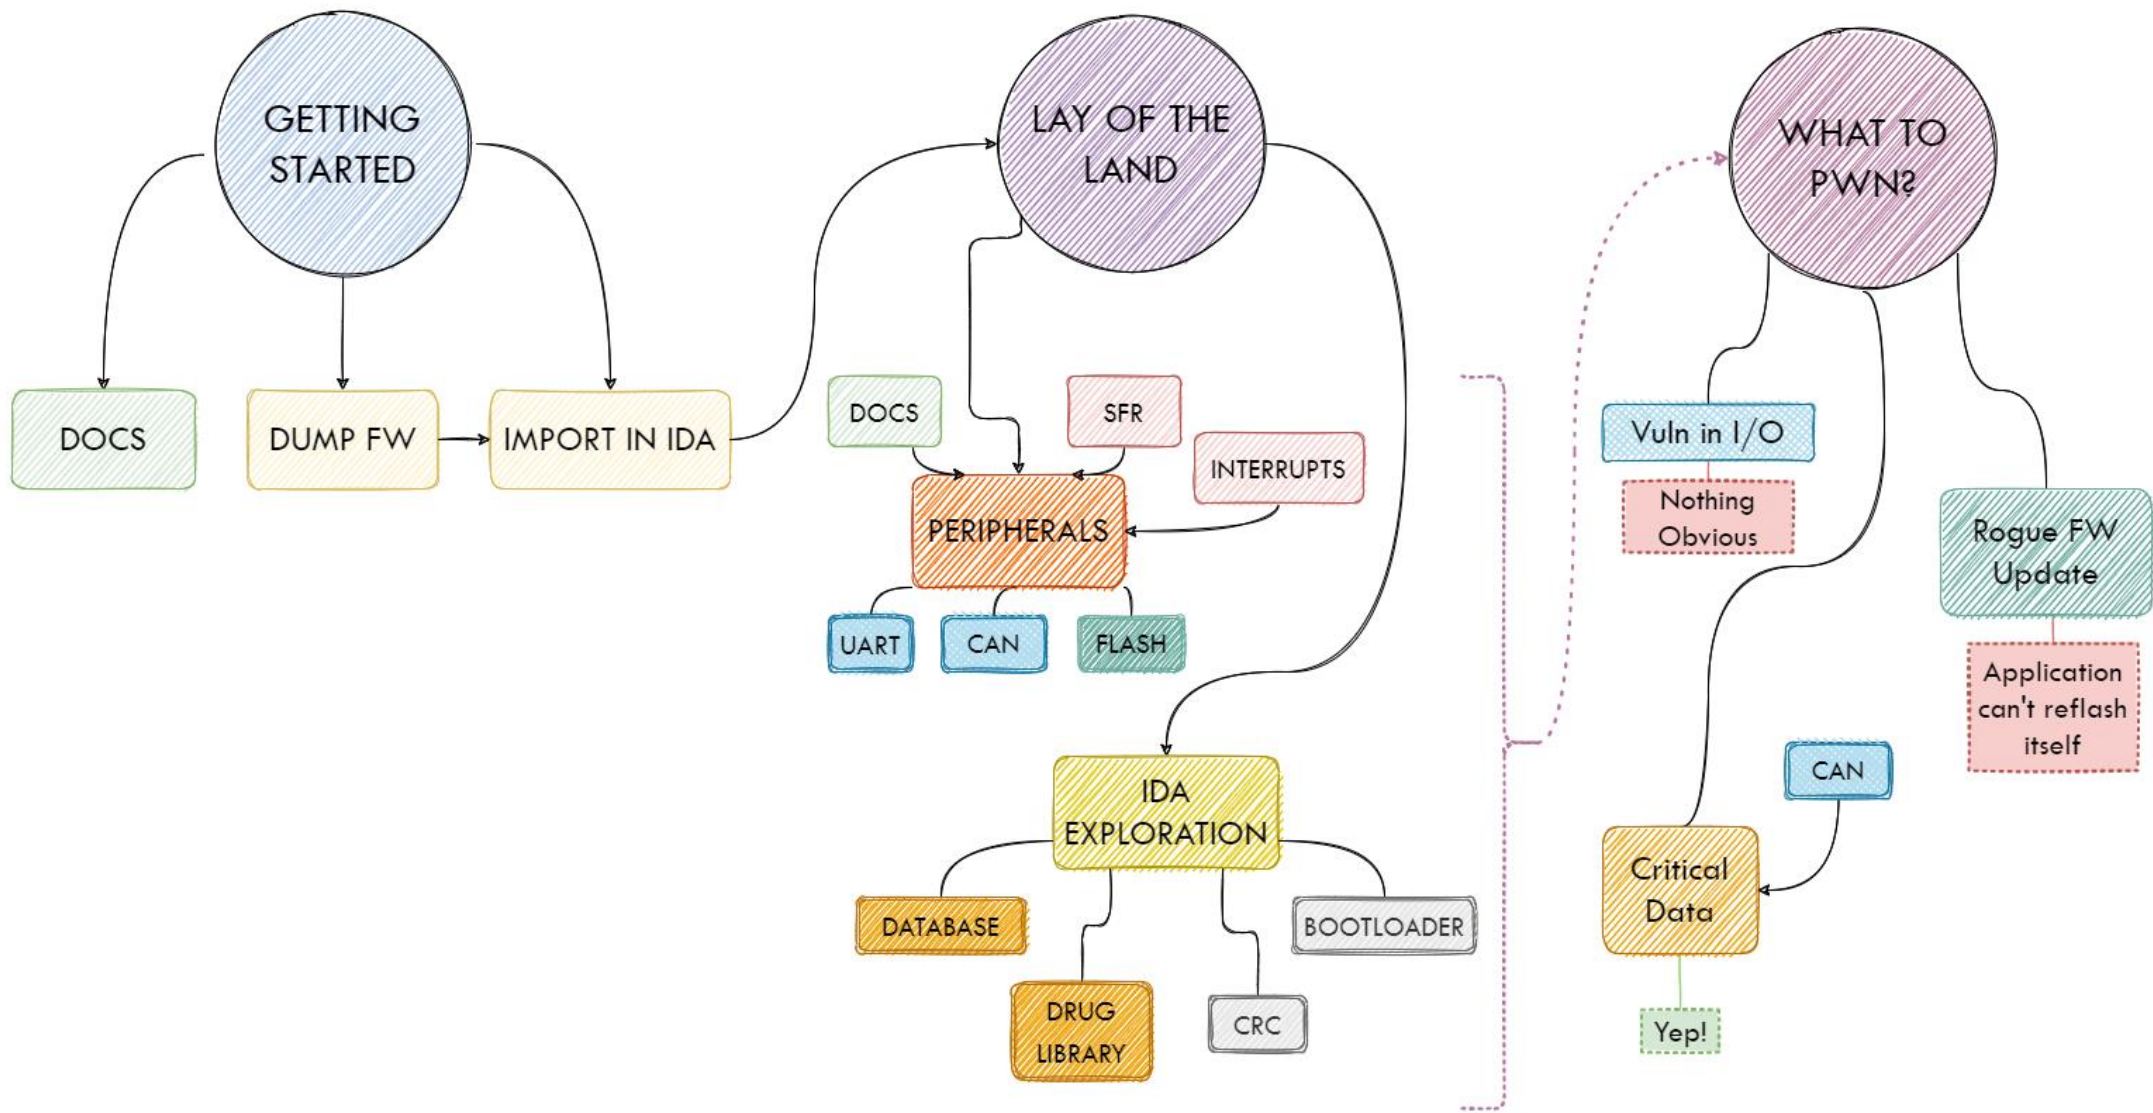 GETTING
STARTED
DOCS
DUMP FW
IMPORT IN IDA
LAY OF THE
LAND
DOCS
SFR
INTERRUPTS
PERIPHERALS
UART
CAN
FLASH
IDA
EXPLORATION
DATABASE
BOOTLOADER
DRUG
LIBRARY
CRC
WHAT TO
PWN?
Vuln in I/O
Nothing
Obvious
Rogue FW
Update
Application
can't reflash
itself
CAN
Critical
Data
Yep!